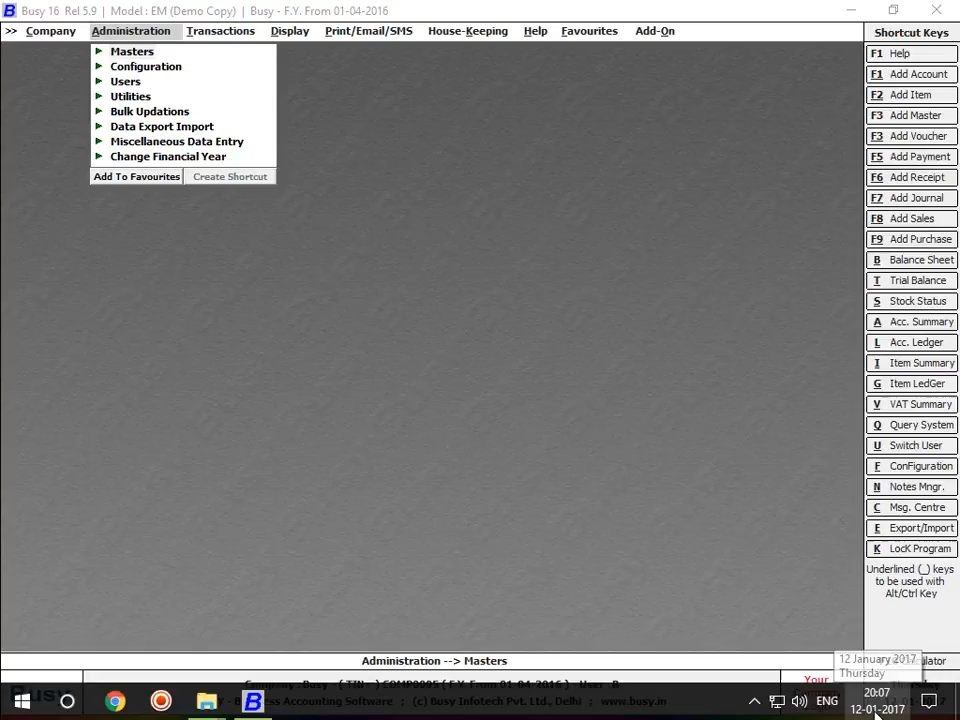 Busy 16 Rel 5.9 | Model : EM (Demo Copy) | Busy - F.Y. From 01-04-2016
>> Company Administration Transactions Display Print/Email/SMS House-Keeping Help Favourites Add-On
Masters
Configuration
Users
Utilities
Bulk Updations
Data Export Import
Miscellaneous Data Entry
Change Financial Year
Add To Favourites Create Shortcut
Shortcut Keys
F1 Help
F1 Add Account
F2 Add Item
F3 Add Master
F3 Add Voucher
F5 Add Payment
F6 Add Receipt
F7 Add Journal
F8 Add Sales
F9 Add Purchase
B Balance Sheet
T Trial Balance
S Stock Status
A Acc. Summary
L Acc. Ledger
I Item Summary
G Item LedGer
V VAT Summary
Q Query System
U Switch User
F ConFiguration
N Notes Mngr.
C Msg. Centre
E Export/Import
K LocK Program
Underlined (_) keys
to be used with
Alt/Ctrl Key
Administration --> Masters
12 January 2017
Thursday
Your
ENG
20:07
12-01-2017
; (c) Busy Infotech Pvt. Ltd., Delhi ; www.busy.in